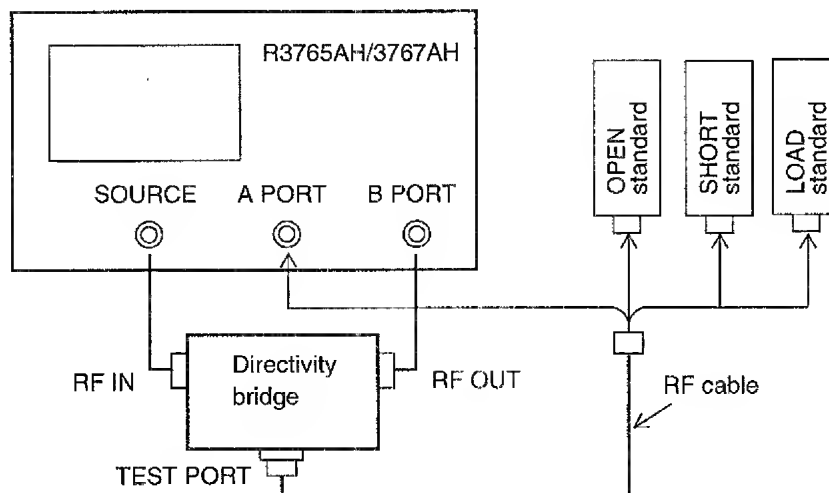 R3765AH/3767AH
SOURCE
A PORT
B PORT
OPEN
standard
SHORT
standard
LOAD
standard
RF IN
Directivity
bridge
RF OUT
RF cable
TEST PORT